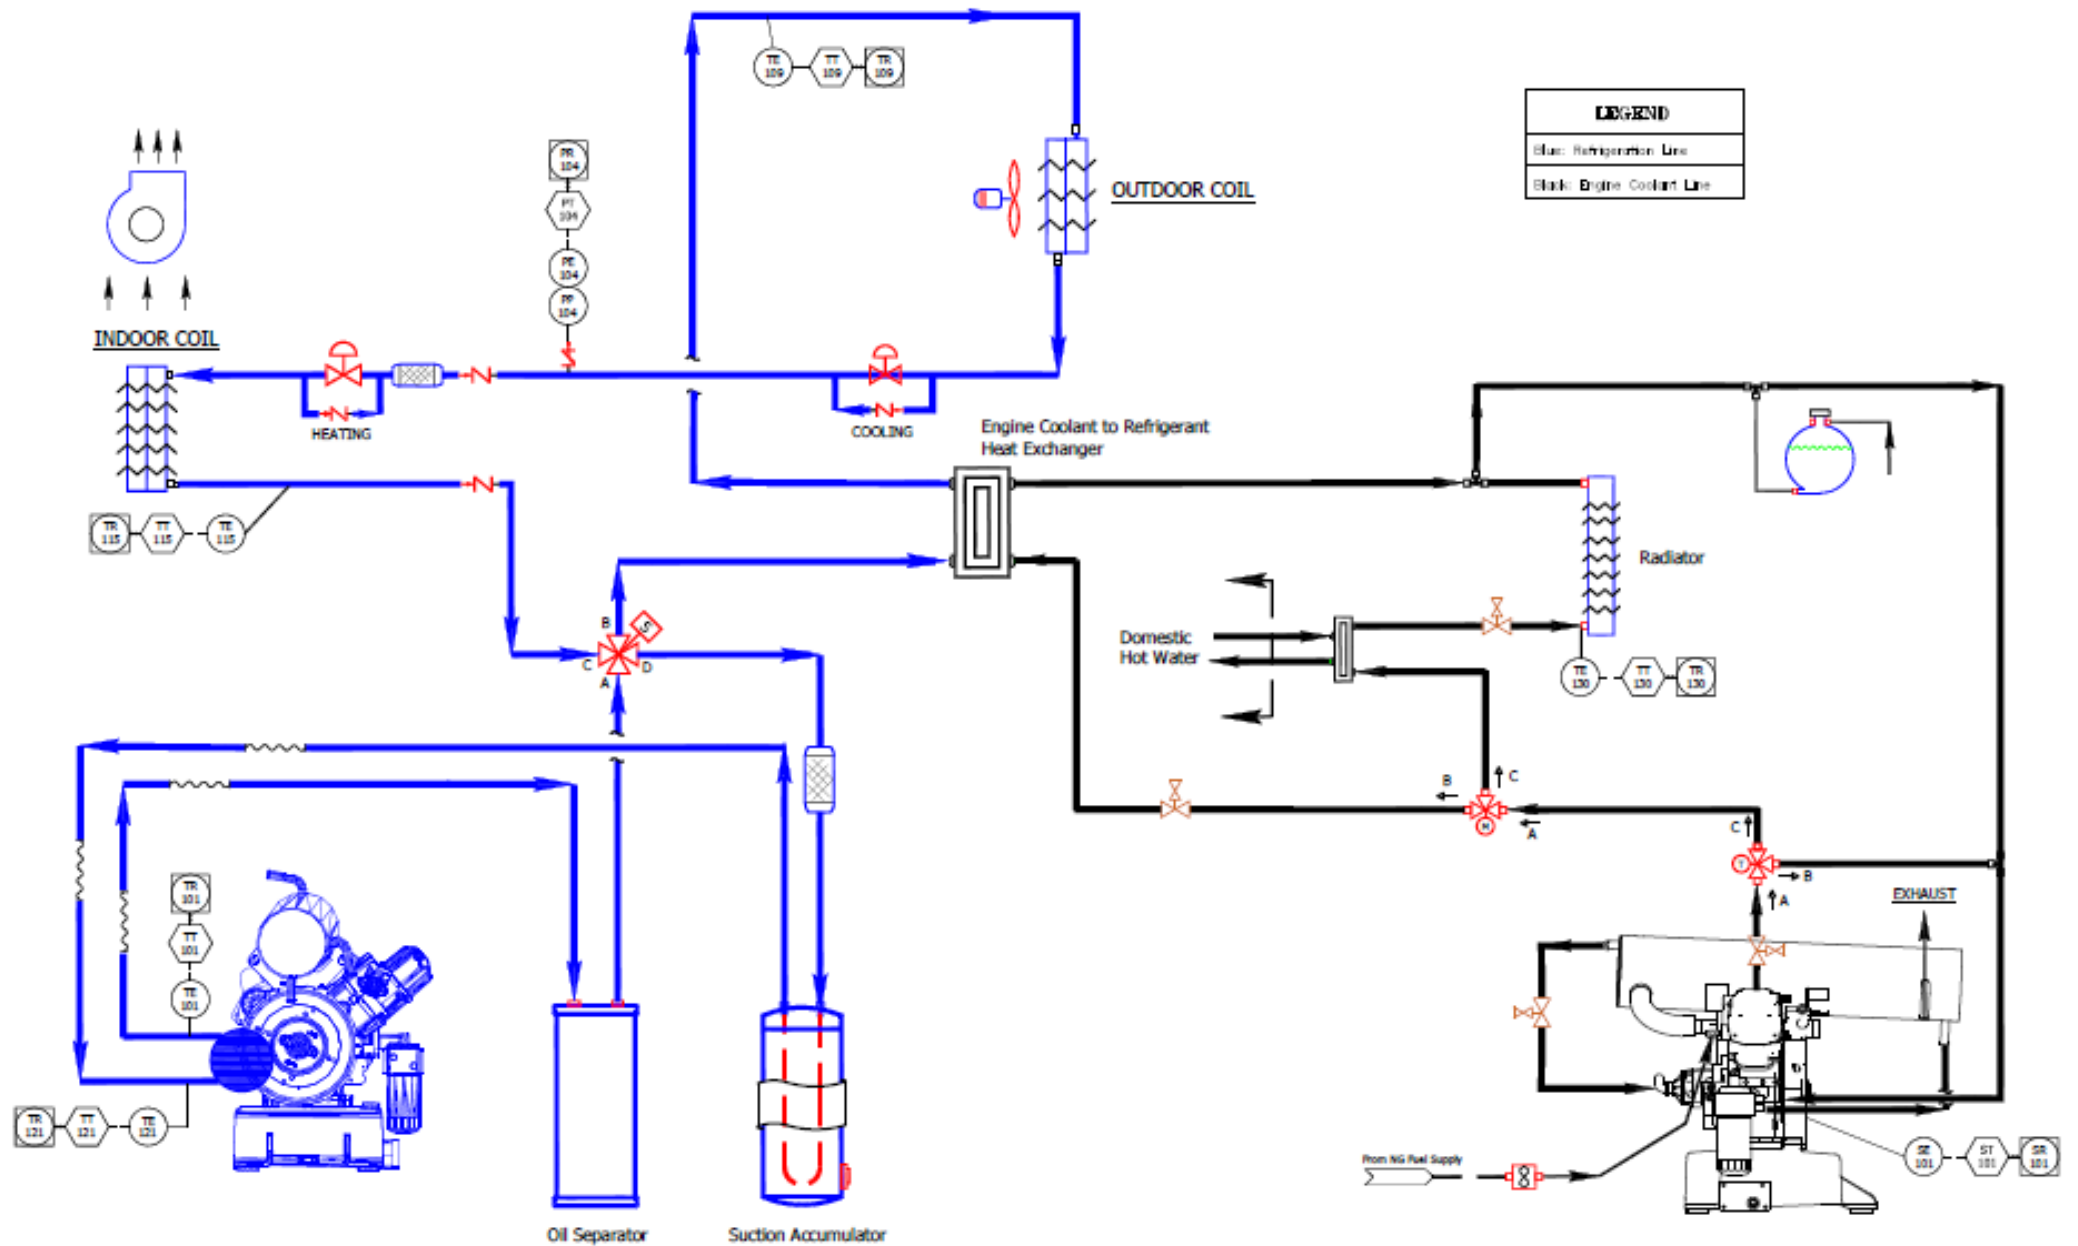 TE
109
TT
109
TR
109
LEGEND
Blue: Refrigeration Line
Black: Engine Coolant Line
PR
104
PT
104
PE
104
PP
104
OUTDOOR COIL
INDOOR COIL
HEATING
COOLING
Engine Coolant to Refrigerant
Heat Exchanger
TR
115
TT
115
TE
115
Radiator
B
S
C
D
A
Domestic
Hot Water
TE
130
TT
130
TR
130
B
C
M
A
C
T
B
A
EXHAUST
TR
101
TT
101
TE
101
TR
121
TT
121
TE
121
From NG Fuel Supply
SE
101
ST
101
SR
101
Oil Separator
Suction Accumulator